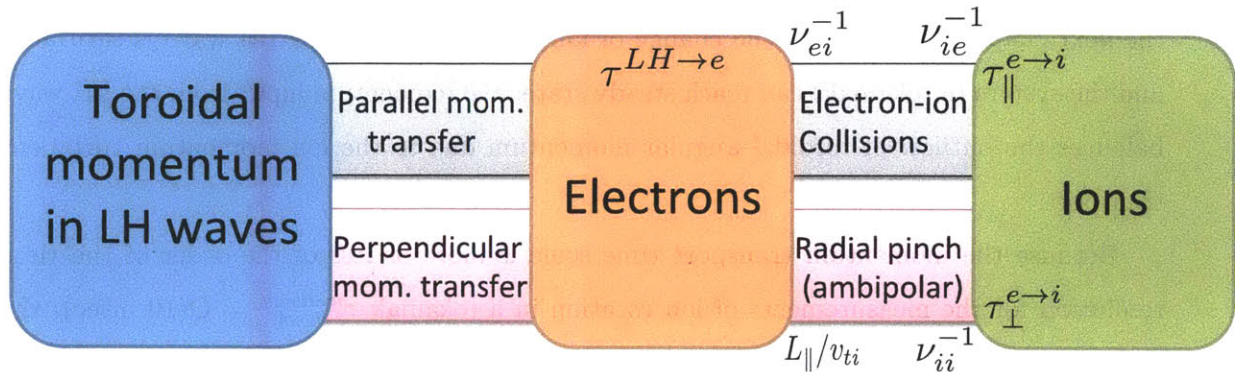 Toroidal
momentum
in LH waves
Parallel mom.
transfer
Perpendicular
mom. transfer
τ^{LH→e}
Electrons
ν_{ei}^{-1} ν_{ie}^{-1}
Electron-ion
Collisions
Radial pinch
(ambipolar)
L_∥/v_{ti} ν_{ii}^{-1}
τ_∥^{e→i}
Ions
τ_⊥^{e→i}